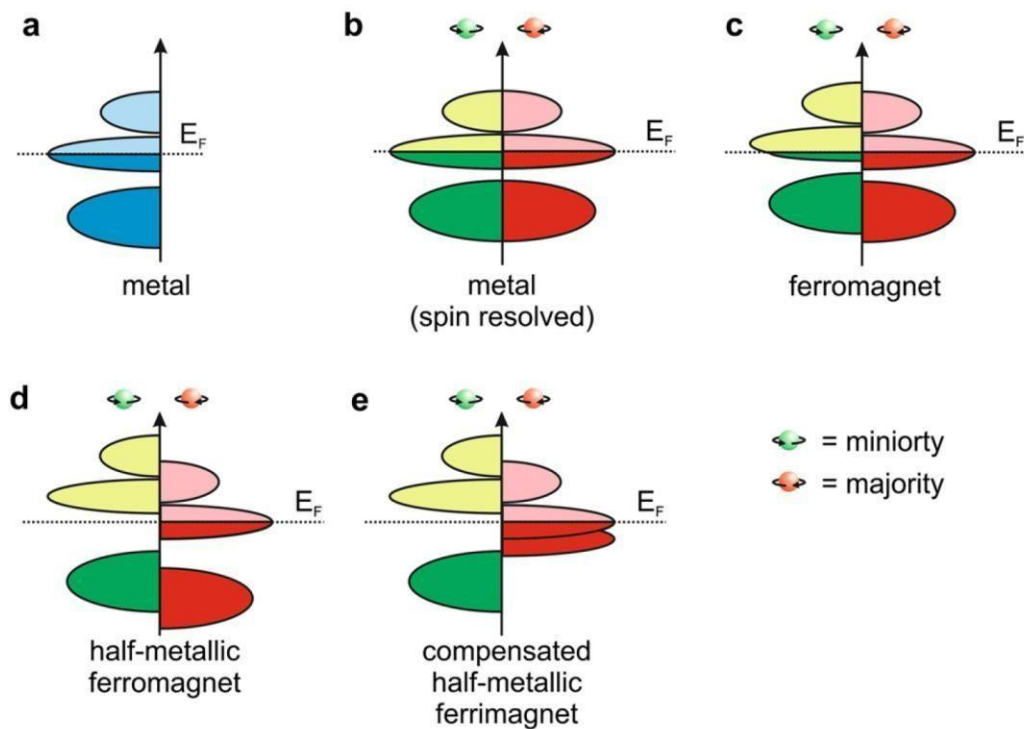 a
E_F
metal
b
E_F
metal
(spin resolved)
c
E_F
ferromagnet
d
E_F
half-metallic
ferromagnet
e
E_F
compensated
half-metallic
ferrimagnet
= miniorty
= majority